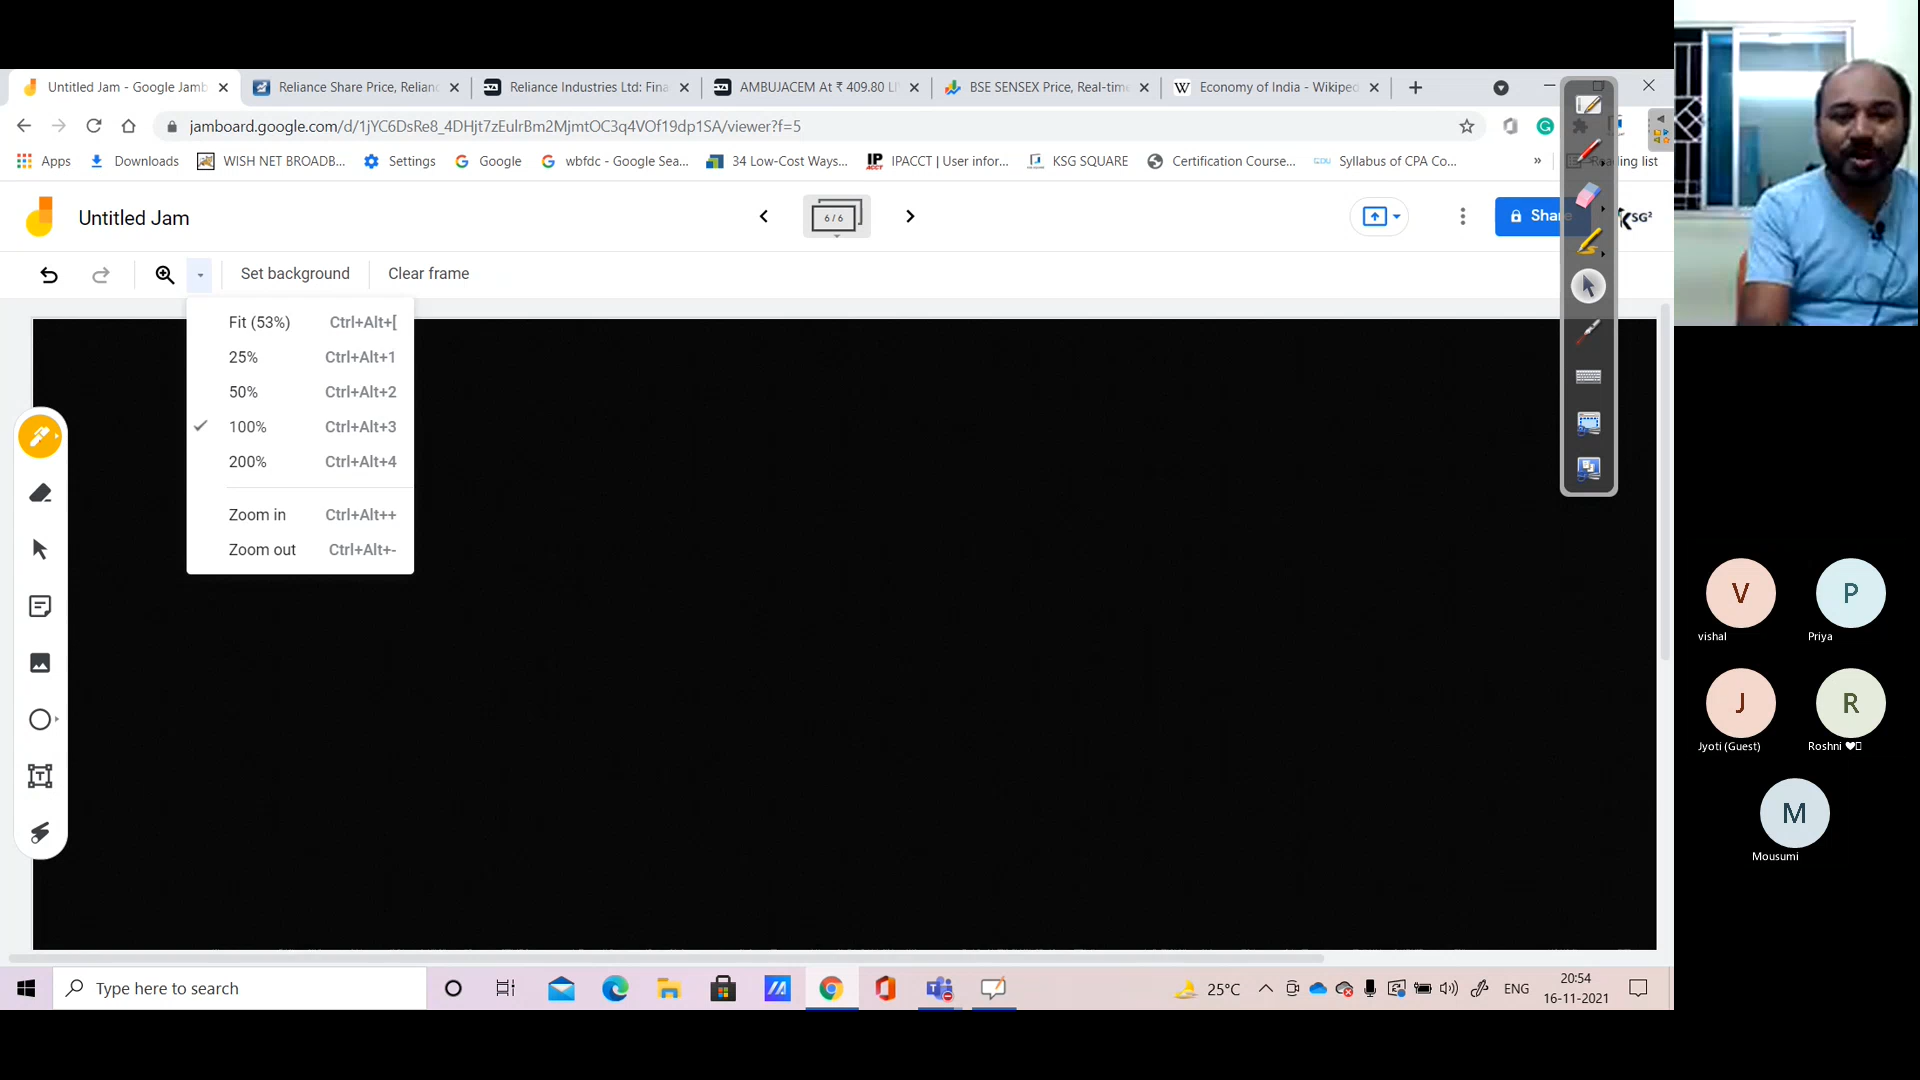 Untitled Jam - Google Jamb
Reliance Share Price, Relianc
Reliance Industries Ltd: Fina
AMBUJACEM At ₹ 409.80 LI
BSE SENSEX Price, Real-time
Economy of India - Wikiped
jamboard.google.com/d/1jYC6DsRe8_4DHjt7zEulrBm2MjmtOC3q4VOf19dp1SA/viewer?f=5
Apps
Downloads
WISH NET BROADB...
Settings
Google
wbfdc - Google Sea...
34 Low-Cost Ways...
IPACCT | User infor...
KSG SQUARE
Certification Course...
Syllabus of CPA Co...
»
Reading list
Untitled Jam
6 / 6
Share
KSG²
Set background
Clear frame
Fit (53%) Ctrl+Alt+[
25% Ctrl+Alt+1
50% Ctrl+Alt+2
100% Ctrl+Alt+3
200% Ctrl+Alt+4
Zoom in Ctrl+Alt++
Zoom out Ctrl+Alt+-
V
vishal
P
Priya
J
Jyoti (Guest)
R
Roshni ❤
M
Mousumi
Type here to search
25°C
ENG
20:54
16-11-2021